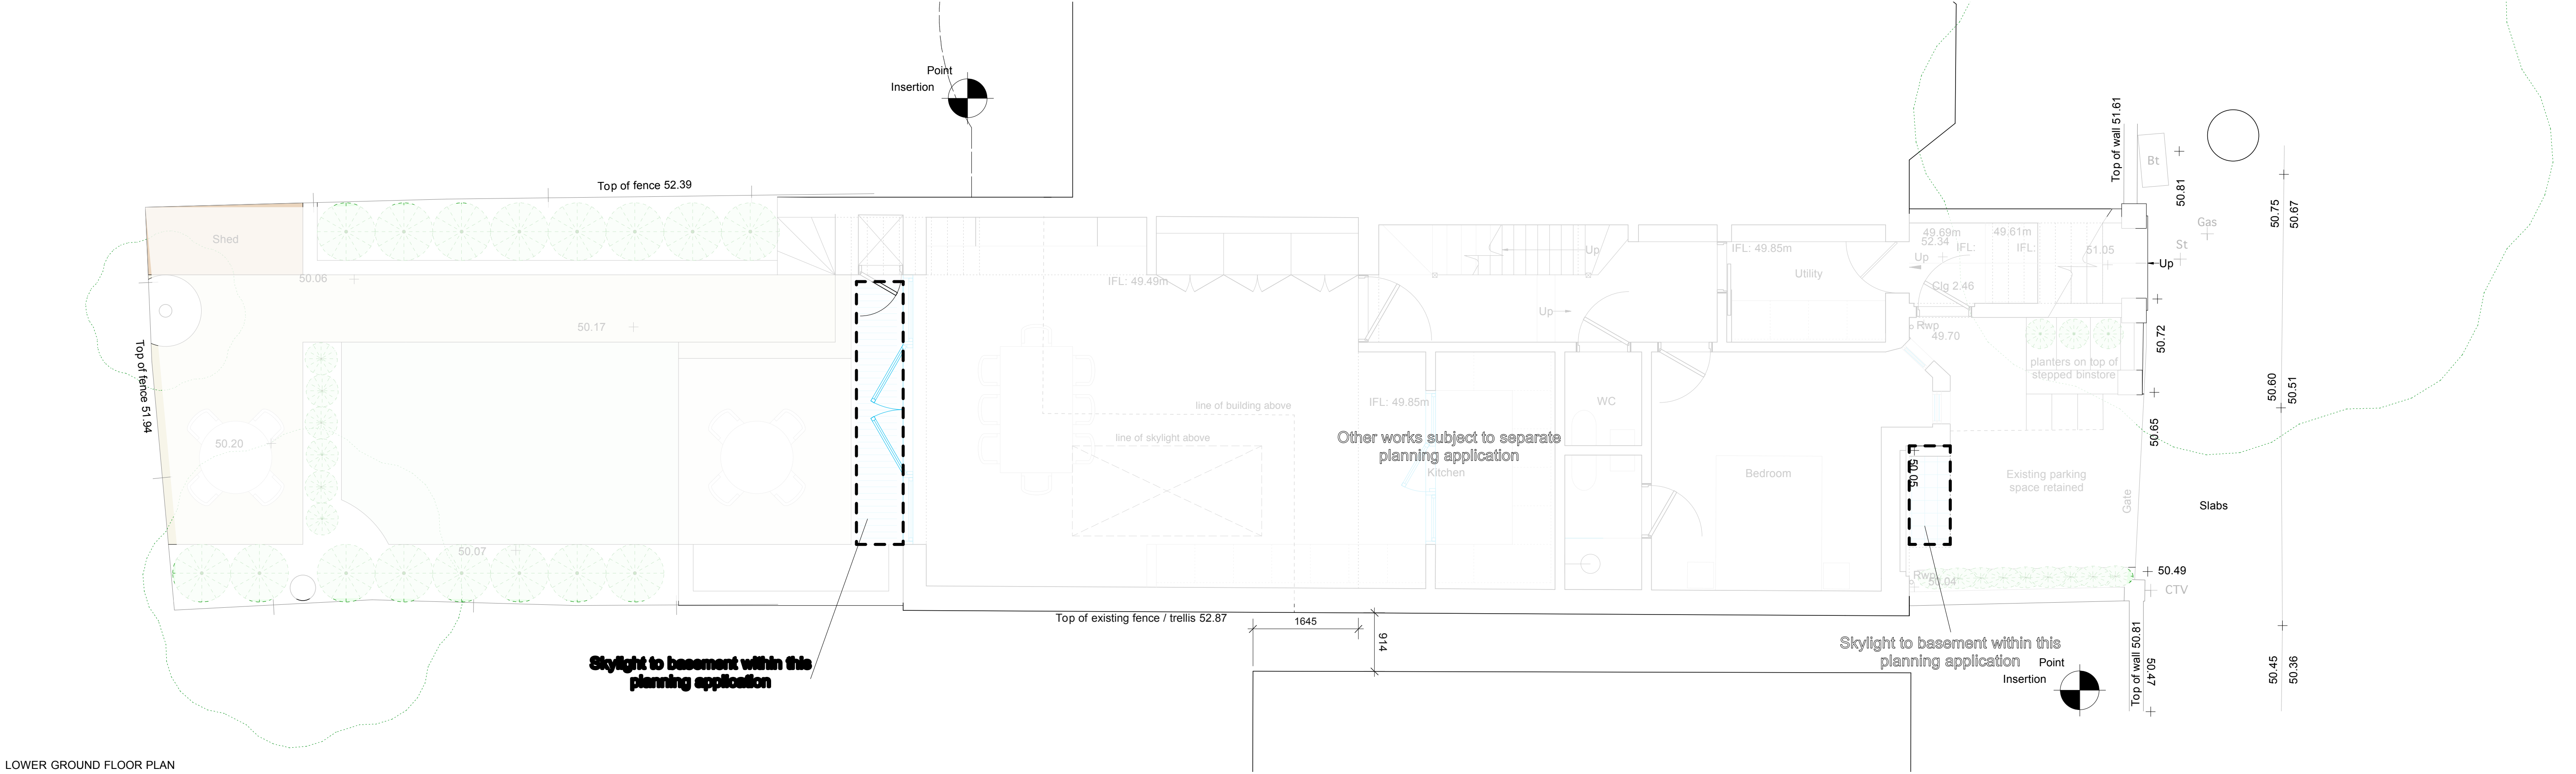 Point
Insertion
Top of fence 52.39
Top of wall 51.61
Bt
50.81
50.75
50.67
Gas
St
Up
Shed
50.06
50.17
IFL: 49.49m
Up
Up
IFL: 49.85m
Utility
49.69m
52.34
IFL:
49.61m
IFL:
51.05
Up
Clg 2.46
Rwp
49.70
50.72
planters on top of
stepped binstore
Top of fence 51.94
50.20
line of building above
line of skylight above
IFL: 49.85m
WC
Other works subject to separate
planning application
Kitchen
Bedroom
50.05
Existing parking
space retained
Gate
50.65
50.60
50.51
Slabs
50.07
Rwp
50.04
50.49
CTV
Top of existing fence / trellis 52.87
1645
914
Skylight to basement within this
planning application
Skylight to basement within this
planning application
Point
Insertion
Top of wall 50.81
50.47
50.45
50.36
LOWER GROUND FLOOR PLAN